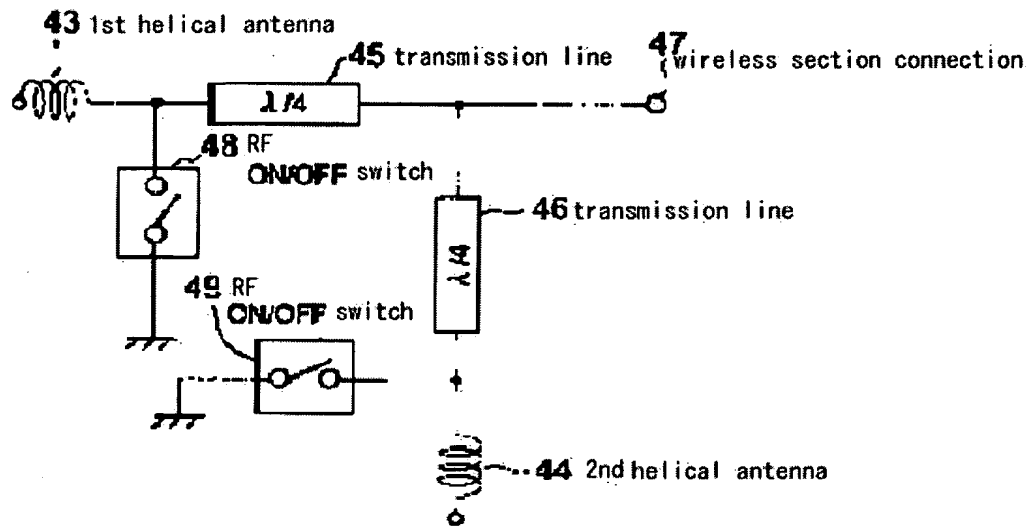 43 1st helical antenna
45 transmission line
47 wireless section connection
λ/4
48 RF
ON/OFF switch
46 transmission line
λ/4
49 RF
ON/OFF switch
44 2nd helical antenna